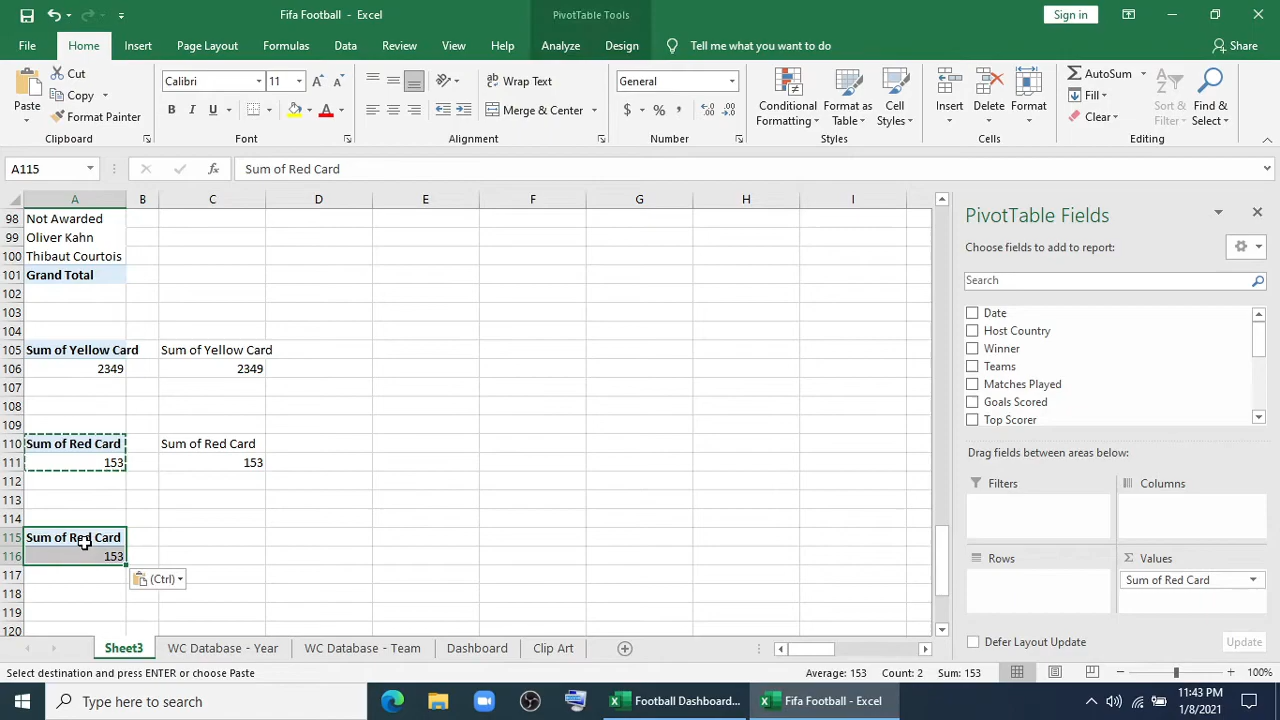 Fifa Football - Excel
PivotTable Tools
Sign in
File
Home
Insert
Page Layout
Formulas
Data
Review
View
Help
Analyze
Design
Tell me what you want to do
Share
Paste
Cut
Copy
Format Painter
Clipboard
Calibri
11
B I U
A
Font
ab
Wrap Text
Merge & Center
Alignment
General
$ % ,
Number
Conditional
Formatting
Format as
Table
Cell
Styles
Styles
Insert
Delete
Format
Cells
AutoSum
Fill
Clear
Sort &
Filter
Find &
Select
Editing
A115
fx
Sum of Red Card
A B C D E F G H I
98 Not Awarded
99 Oliver Kahn
100 Thibaut Courtois
101 Grand Total
102
103
104
105 Sum of Yellow Card Sum of Yellow Card
106 2349 2349
107
108
109
110 Sum of Red Card Sum of Red Card
111 153 153
112
113
114
115 Sum of Red Card
116 153
117
(Ctrl)
118
119
120
PivotTable Fields
Choose fields to add to report:
Search
Date
Host Country
Winner
Teams
Matches Played
Goals Scored
Top Scorer
Drag fields between areas below:
Filters
Columns
Rows
Σ Values
Sum of Red Card
Defer Layout Update
Update
Sheet3
WC Database - Year
WC Database - Team
Dashboard
Clip Art
Select destination and press ENTER or choose Paste
Average: 153
Count: 2
Sum: 153
100%
Type here to search
Football Dashboard...
Fifa Football - Excel
11:43 PM
1/8/2021